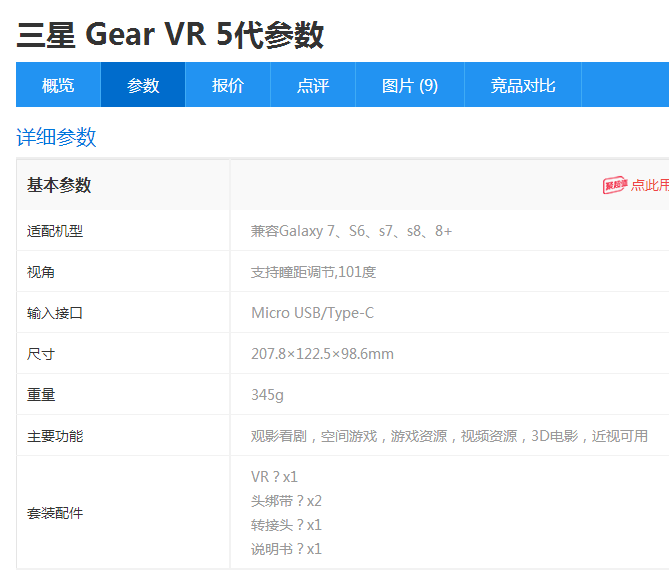 三星 Gear VR 5代参数
概览 参数 报价 点评 图片 (9) 竞品对比
详细参数
基本参数 聚超值 点此用
适配机型 兼容Galaxy 7、S6、s7、s8、8+
视角 支持瞳距调节,101度
输入接口 Micro USB/Type-C
尺寸 207.8×122.5×98.6mm
重量 345g
主要功能 观影看剧，空间游戏，游戏资源，视频资源，3D电影，近视可用
套装配件 VR ? x1
头绑带 ? x2
转接头 ? x1
说明书 ? x1